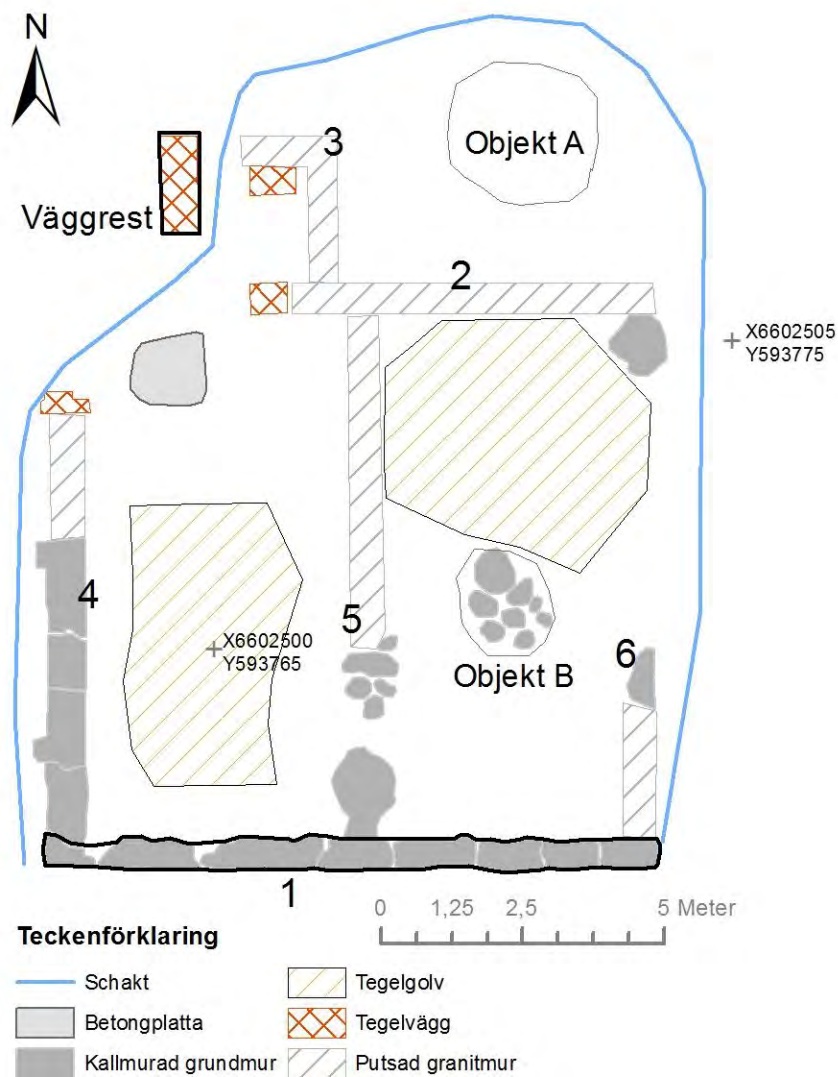 N
3
Objekt A
Väggrest
2
X6602505
Y593775
4
5
X6602500
Y593765
6
Objekt B
1
0 1,25 2,5 5 Meter
Teckenförklaring
Schakt
Tegelgolv
Betongplatta
Tegelvägg
Kallmurad grundmur
Putsad granitmur